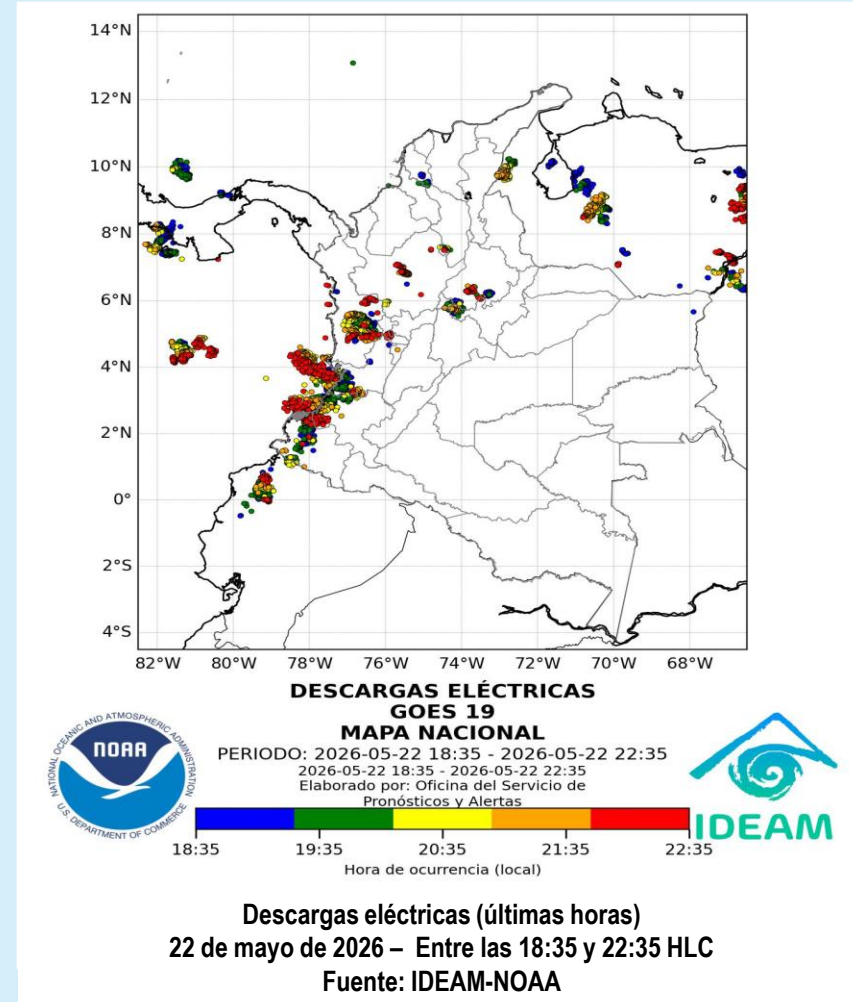 14°N
12°N
10°N
8°N
6°N
4°N
2°N
0°
2°S
4°S
82°W 80°W 78°W 76°W 74°W 72°W 70°W 68°W
DESCARGAS ELÉCTRICAS
GOES 19
MAPA NACIONAL
PERIODO: 2026-05-22 18:35 - 2026-05-22 22:35
2026-05-22 18:35 - 2026-05-22 22:35
Elaborado por: Oficina del Servicio de
Pronósticos y Alertas
NATIONAL OCEANIC AND ATMOSPHERIC ADMINISTRATION
NOAA
U.S. DEPARTMENT OF COMMERCE
IDEAM
18:35 19:35 20:35 21:35 22:35
Hora de ocurrencia (local)
Descargas eléctricas (últimas horas)
22 de mayo de 2026 – Entre las 18:35 y 22:35 HLC
Fuente: IDEAM-NOAA